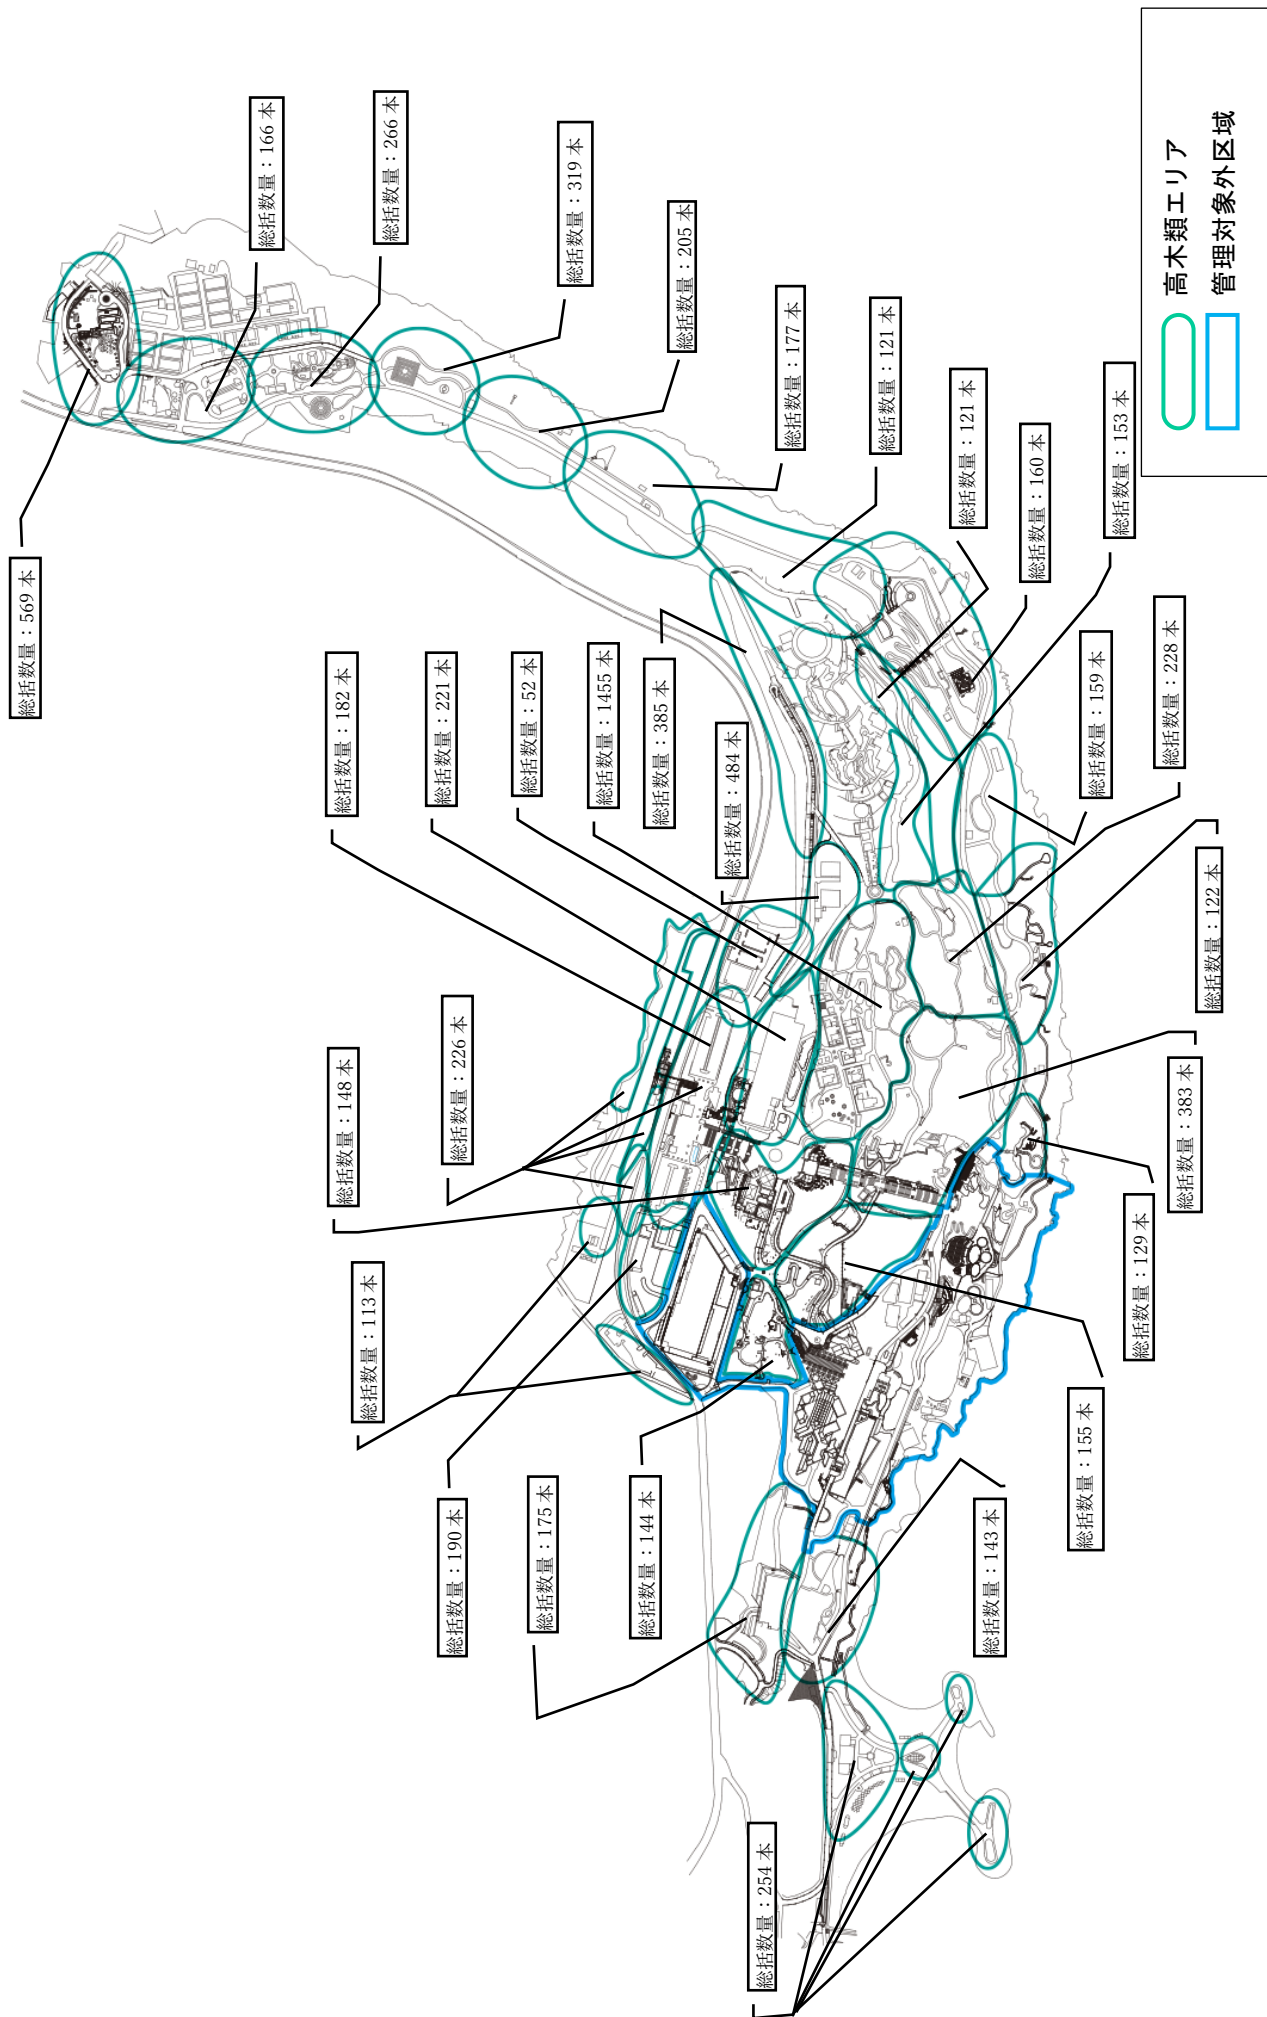 総括数量：569 本
総括数量：166 本
総括数量：182 本
総括数量：148 本
総括数量：113 本
総括数量：266 本
総括数量：221 本
総括数量：190 本
総括数量：226 本
総括数量：52 本
総括数量：175 本
総括数量：319 本
総括数量：1455 本
総括数量：144 本
総括数量：385 本
総括数量：205 本
総括数量：484 本
総括数量：254 本
総括数量：177 本
総括数量：121 本
総括数量：121 本
総括数量：143 本
総括数量：160 本
総括数量：155 本
総括数量：159 本
総括数量：153 本
総括数量：129 本
総括数量：228 本
総括数量：383 本
総括数量：122 本
高木類エリア
管理対象外区域